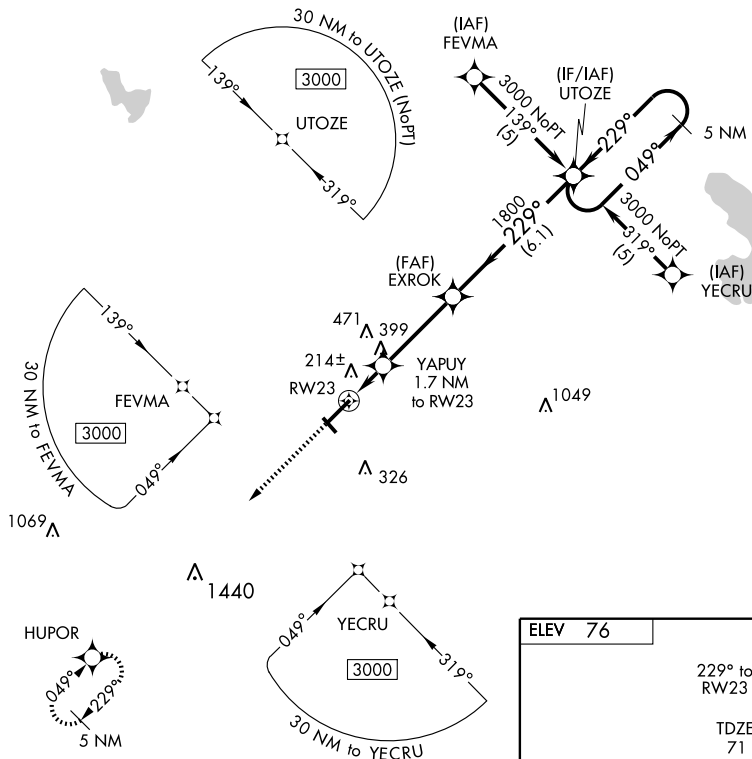 30 NM to UTOZE (NoPT)
139°
3000
UTOZE
319°
(IAF)
FEVMA
3000 NoPT
139°
(5)
(IF/IAF)
UTOZE
229°
049°
5 NM
3000 NoPT
319°
(5)
(IAF)
YECRU
1800
229°
(6.1)
(FAF)
EXROK
471
399
214±
RW23
YAPUY
1.7 NM
to RW23
1049
326
139°
FEVMA
3000
30 NM to FEVMA
049°
1069
1440
HUPOR
049°
229°
5 NM
049°
YECRU
3000
319°
30 NM to YECRU
ELEV 76
229° to
RW23
TDZE
71